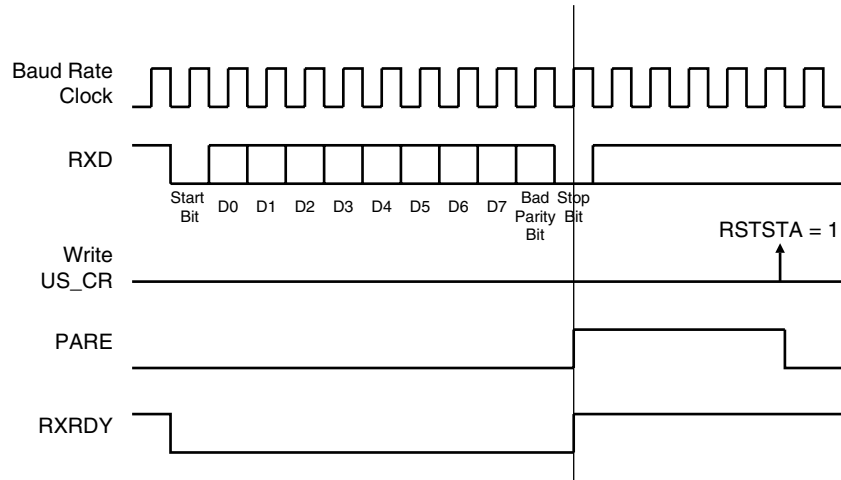 Baud Rate
Clock
RXD
Start
Bit
D0
D1
D2
D3
D4
D5
D6
D7
Bad
Parity
Bit
Stop
Bit
RSTSTA = 1
Write
US_CR
PARE
RXRDY